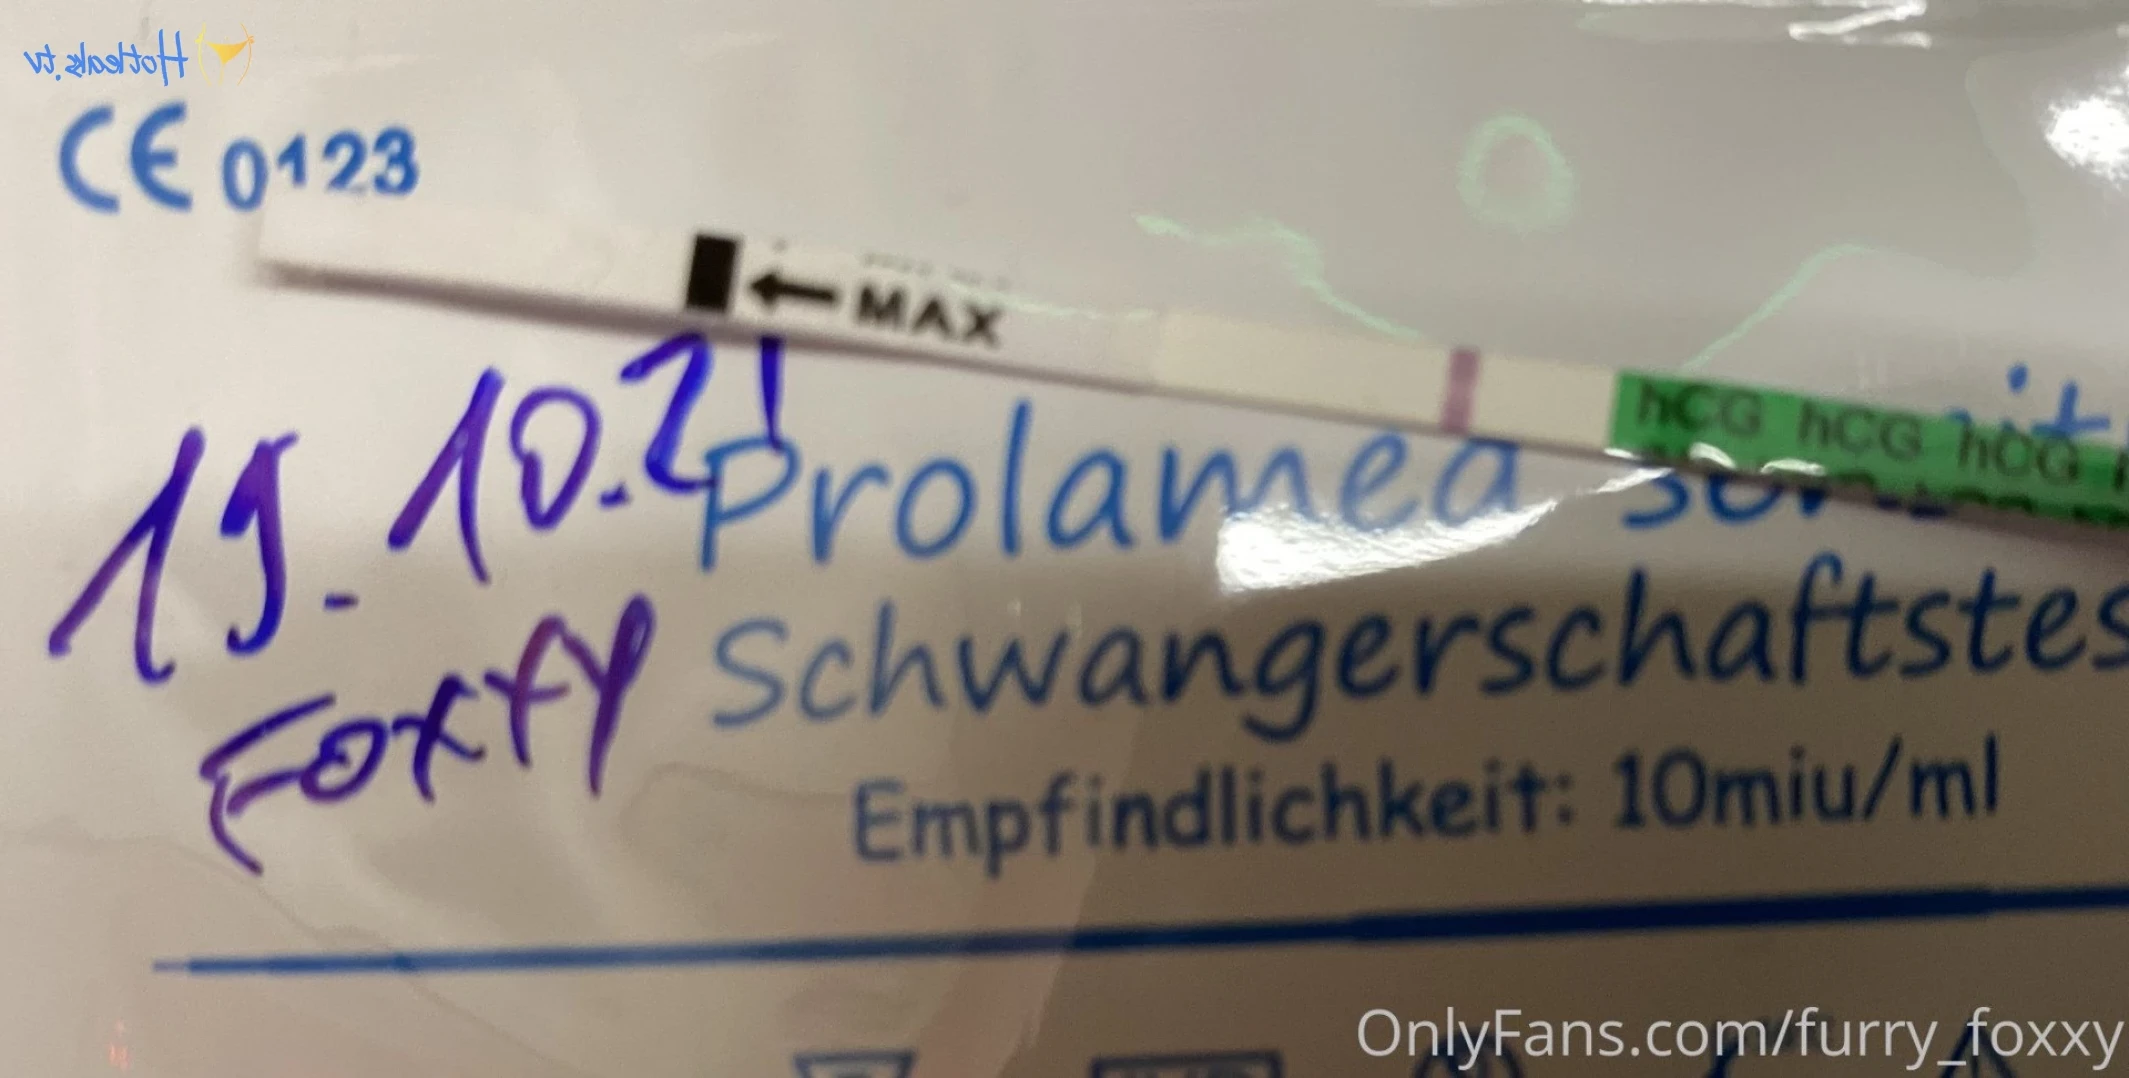 Hotleaks.tv
CE 0123
MAX
hCG hCG hCG
19.10.21
Prolamed
Foxxy
Schwangerschaftstes
Empfindlichkeit: 10miu/ml
OnlyFans.com/furry_foxxy